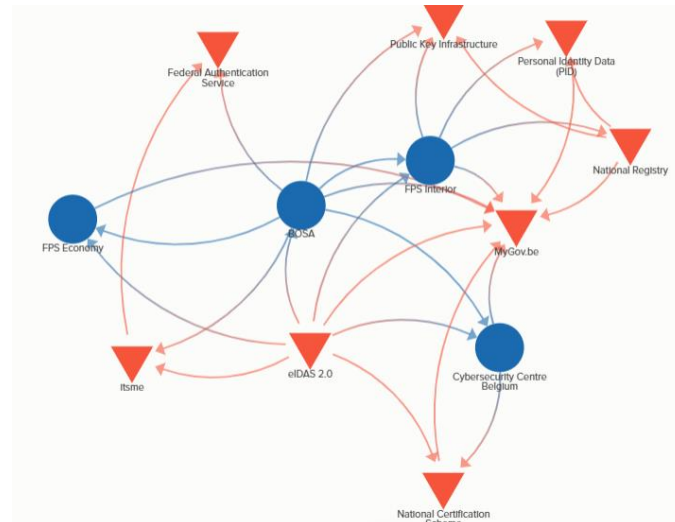 Public Key Infrastructure
Federal Authentication
Service
Personal Identity Data
(PID)
National Registry
FPS Interior
BOSA
FPS Economy
MyGov.be
eIDAS 2.0
Itsme
Cybersecurity Centre
Belgium
National Certification
Scheme